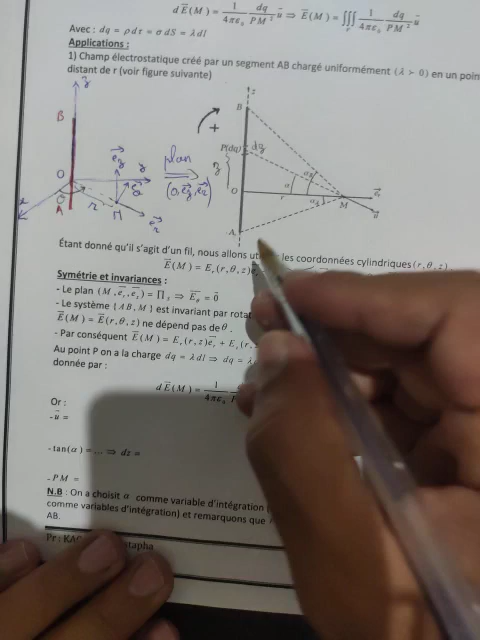 dE(M) = 1/4πε₀ dq/PM² u ⇒ E(M) = ∭ 1/4πε₀ dq/PM² u
Avec : dq = ρdτ = σ dS = λdl
Applications :
1) Champ électrostatique créé par un segment AB chargé uniformément (λ > 0) en un poin
distant de r (voir figure suivante)
z
B
O
A
r
M
plan
(O, e_z, e_r)
+
z
B
P(dq) dz
z
O
r
α
M
A
e_r
u
Étant donné qu'il s'agit d'un fil, nous allons les coordonnées cylindriques (r, θ, z)
E(M) = E_r(r, θ, z)e
Symétrie et invariances :
- Le plan (M, e_r, e_z) = Π_s ⇒ E_θ = 0
- Le système {AB, M} est invariant par
E(M) = E(r, θ, z) ne dépend pas de θ.
- Par conséquent E(M) = E_r(r, z)e_r + E_z(r,
Au point P on a la charge dq = λdl ⇒ dq =
donnée par :
dE(M) = 1/4πε₀
Or :
- u =
- tan(α) = ... ⇒ dz =
- PM =
N.B : On a choisit α comme variable d'intégration (
comme variables d'intégration) et remarquons que
AB.
Pr :